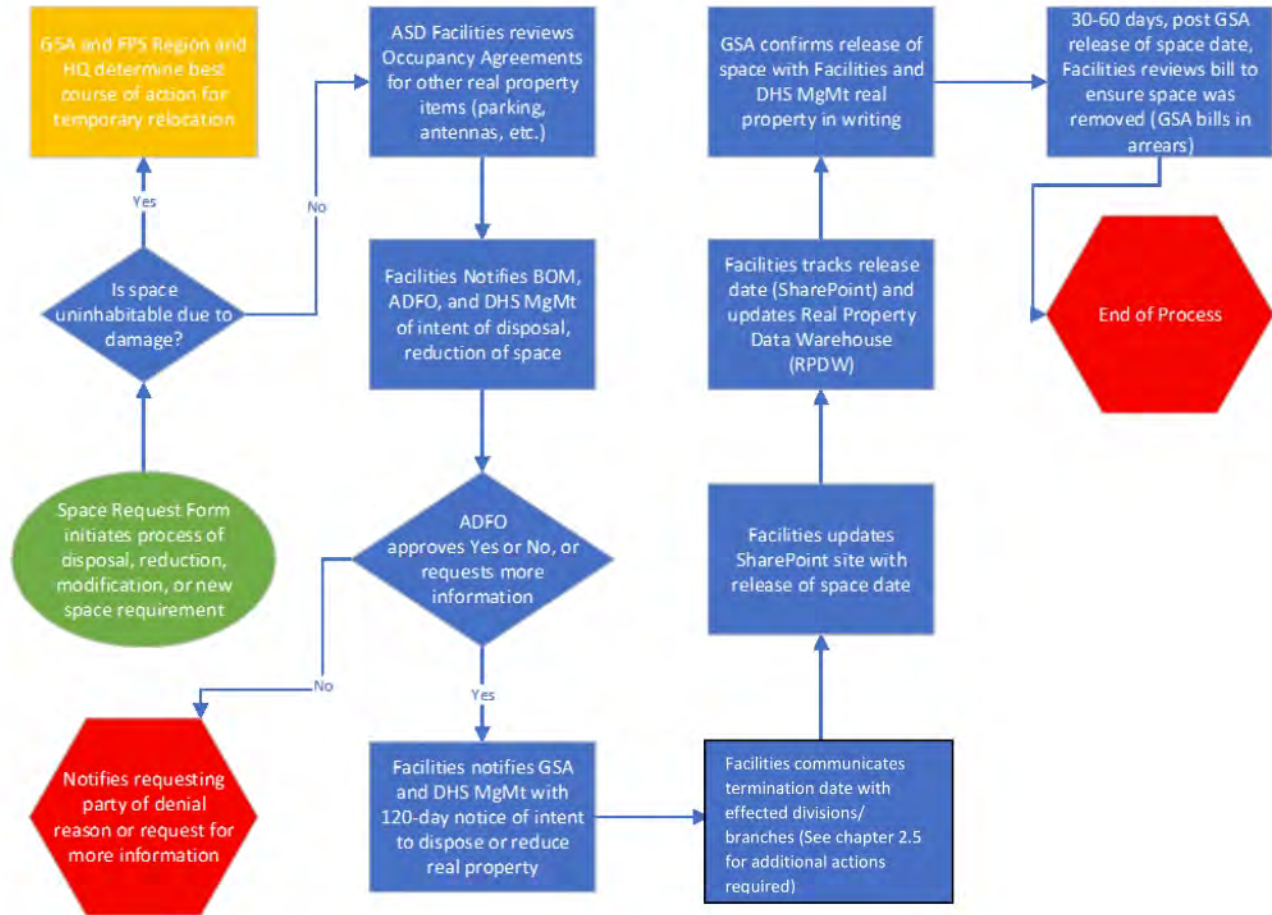 GSA and FPS Region and
HQ determine best
course of action for
temporary relocation
Yes
No
Is space
uninhabitable due to
damage?
Space Request Form
initiates process of
disposal, reduction,
modification, or new
space requirement
Notifies requesting
party of denial
reason or request for
more information
ASD Facilities reviews
Occupancy Agreements
for other real property
items (parking,
antennas, etc.)
Facilities Notifies BOM,
ADFO, and DHS MgMt
of intent of disposal,
reduction of space
ADFO
approves Yes or No, or
requests more
information
No
Yes
Facilities notifies GSA
and DHS MgMt with
120-day notice of intent
to dispose or reduce
real property
Facilities communicates
termination date with
effected divisions/
branches (See chapter 2.5
for additional actions
required)
Facilities updates
SharePoint site with
release of space date
Facilities tracks release
date (SharePoint) and
updates Real Property
Data Warehouse
(RPDW)
GSA confirms release of
space with Facilities and
DHS MgMt real
property in writing
30-60 days, post GSA
release of space date,
Facilities reviews bill to
ensure space was
removed (GSA bills in
arrears)
End of Process